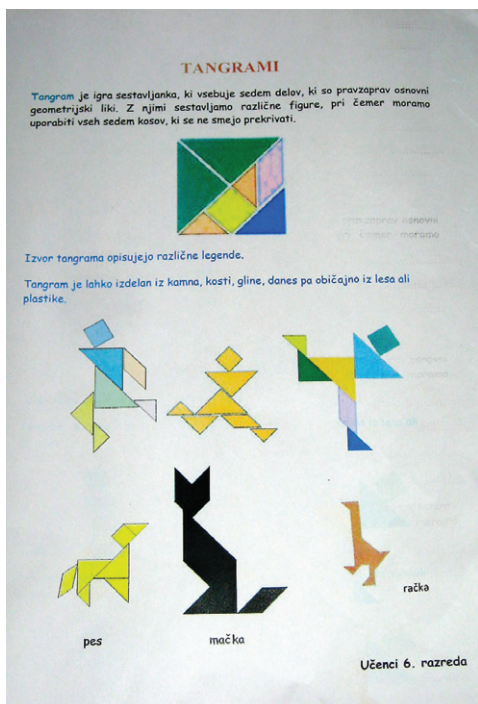 TANGRAMI
Tangram je igra sestavljanka, ki vsebuje sedem delov, ki so pravzaprav osnovni
geometrijski liki. Z njimi sestavljamo različne figure, pri čemer moramo
uporabiti vseh sedem kosov, ki se ne smejo prekrivati.
Izvor tangrama opisujejo različne legende.
Tangram je lahko izdelan iz kamna, kosti, gline, danes pa običajno iz lesa ali
plastike.
račka
pes
mačka
Učenci 6. razreda